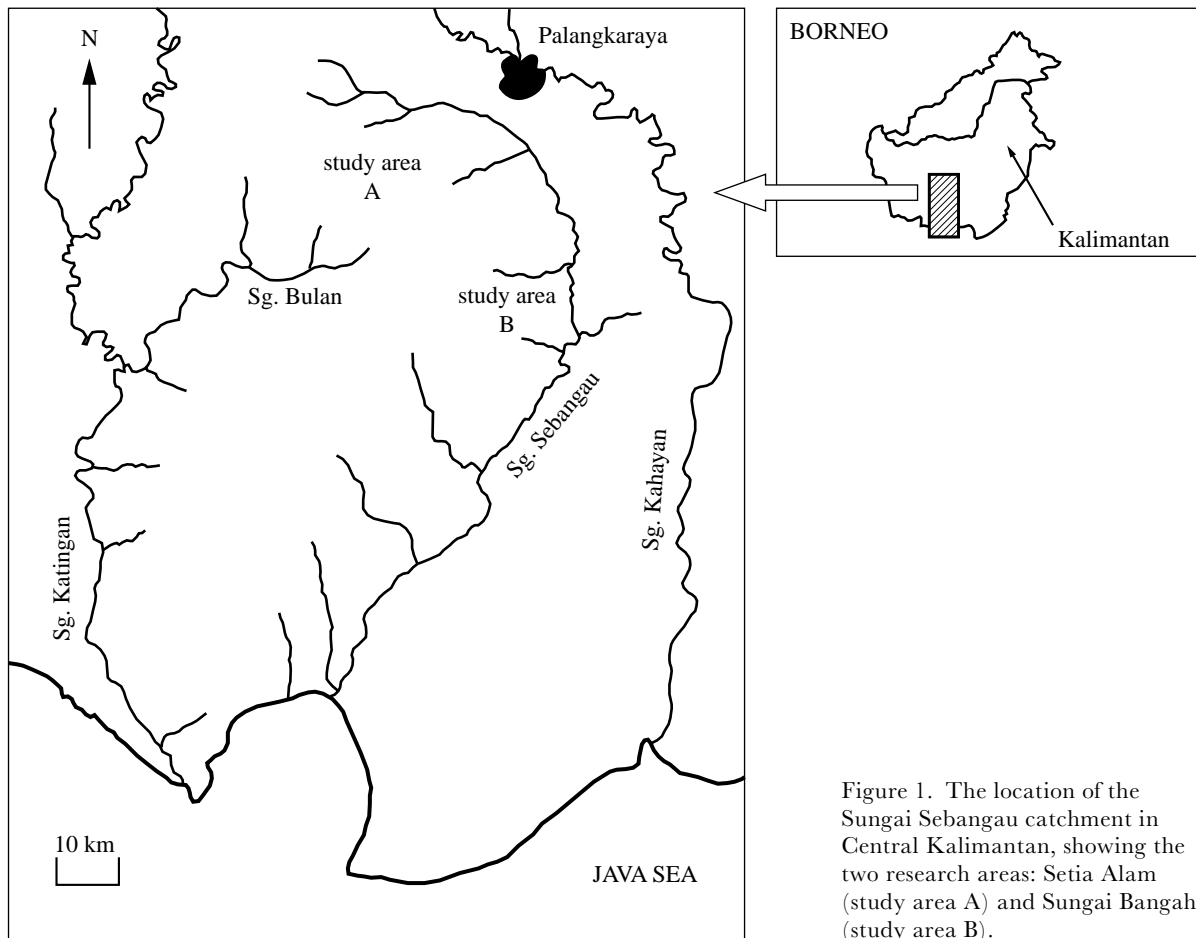 N
Palangkaraya
study area
A
Sg. Bulan
study area
B
Sg. Sebangau
Sg. Kahayan
Sg. Katingan
10 km
JAVA SEA
BORNEO
Kalimantan
Figure 1. The location of the
Sungai Sebangau catchment in
Central Kalimantan, showing the
two research areas: Setia Alam
(study area A) and Sungai Bangah
(study area B).